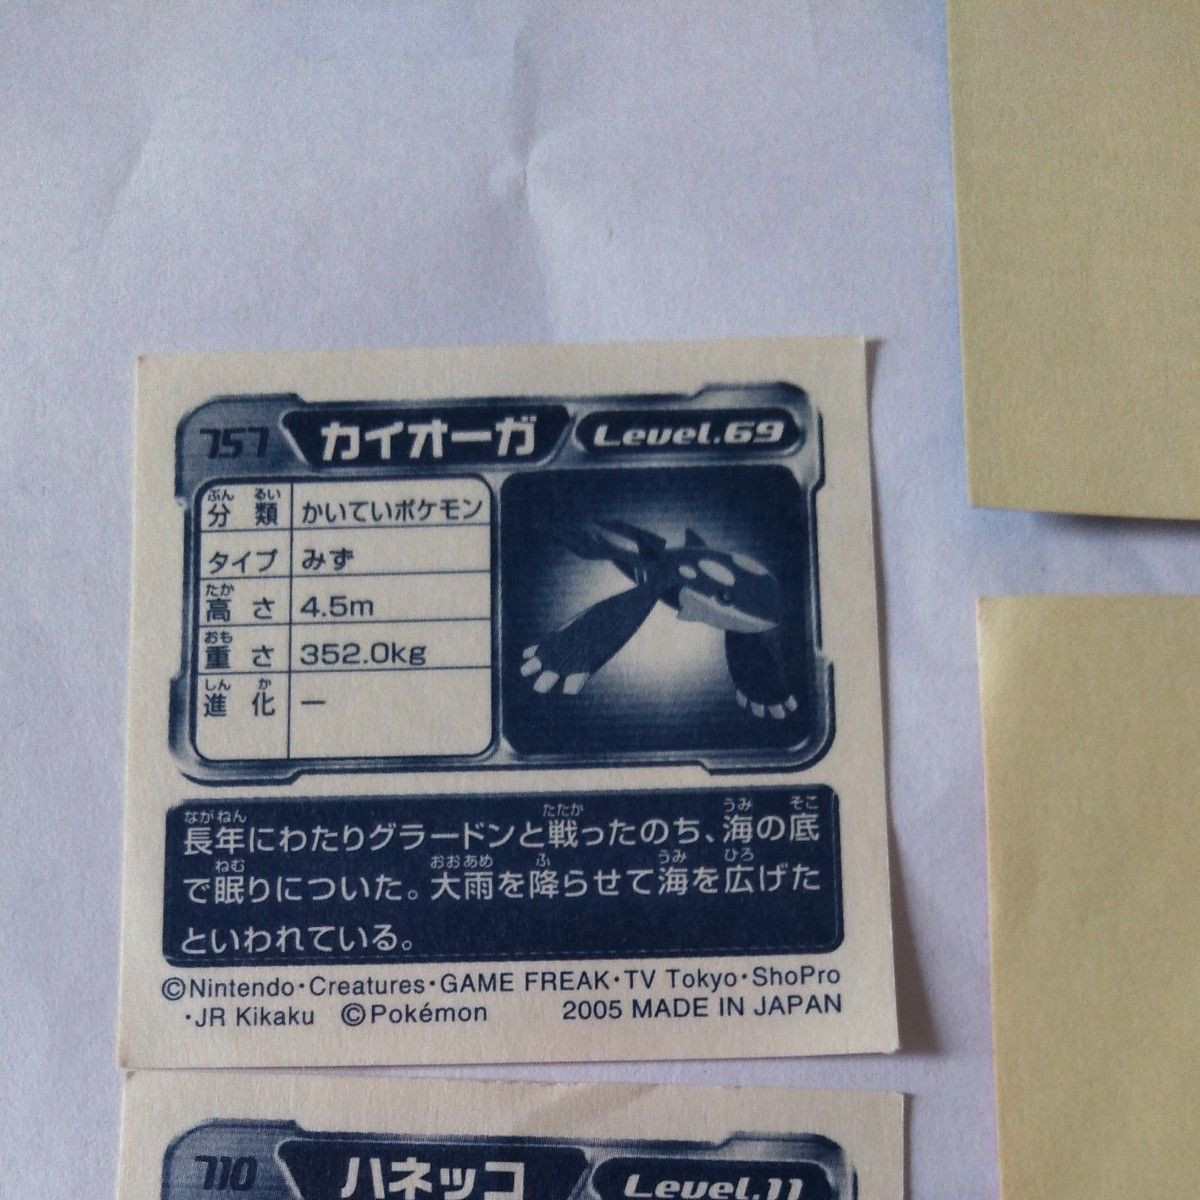 757 カイオーガ Level.69
ぶん るい
分類 かいていポケモン
タイプ みず
たか
高さ 4.5m
おも
重さ 352.0kg
しん か
進化 ー
ながねん たたか うみ そこ
長年にわたりグラードンと戦ったのち、海の底
ねむ おおあめ ふ うみ ひろ
で眠りについた。大雨を降らせて海を広げた
といわれている。
©Nintendo・Creatures・GAME FREAK・TV Tokyo・ShoPro
・JR Kikaku ©Pokémon 2005 MADE IN JAPAN
710 ハネッコ Level.11